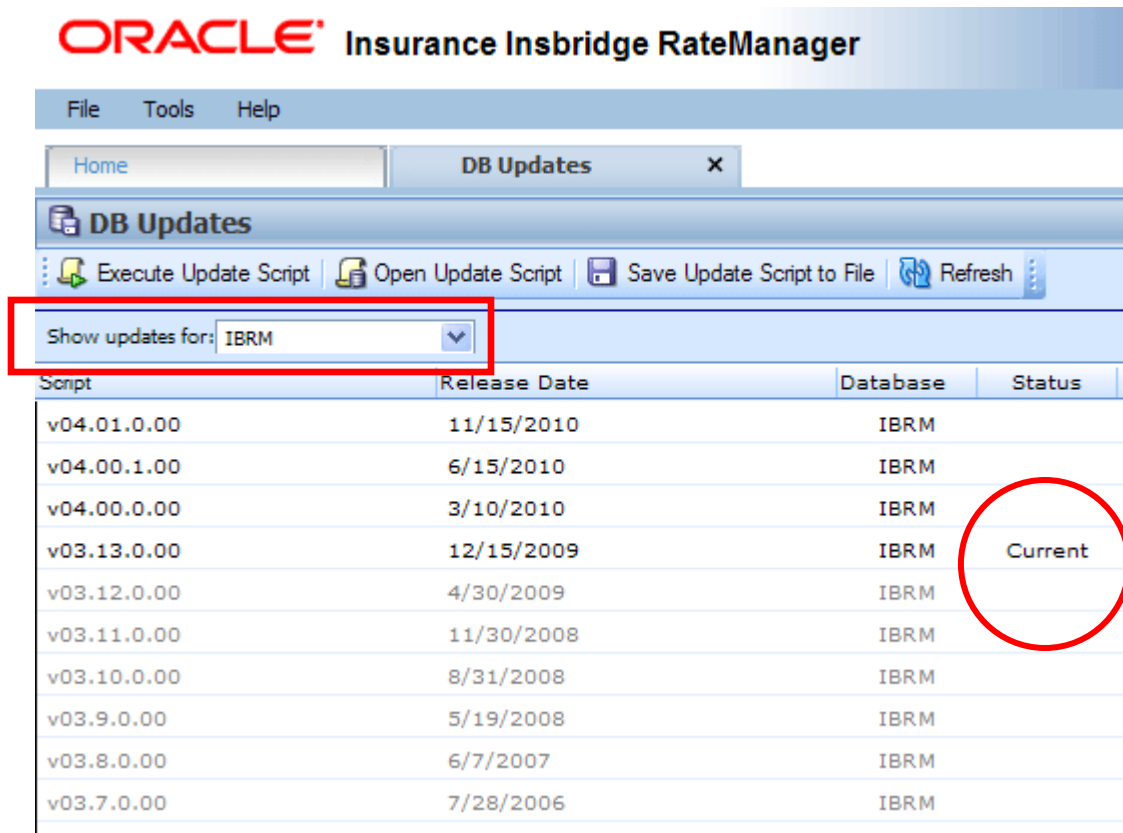 ORACLE Insurance Insbridge RateManager
File Tools Help
Home DB Updates x
DB Updates
Execute Update Script Open Update Script Save Update Script to File Refresh
Show updates for: IBRM
Script Release Date Database Status
v04.01.0.00 11/15/2010 IBRM
v04.00.1.00 6/15/2010 IBRM
v04.00.0.00 3/10/2010 IBRM
v03.13.0.00 12/15/2009 IBRM Current
v03.12.0.00 4/30/2009 IBRM
v03.11.0.00 11/30/2008 IBRM
v03.10.0.00 8/31/2008 IBRM
v03.9.0.00 5/19/2008 IBRM
v03.8.0.00 6/7/2007 IBRM
v03.7.0.00 7/28/2006 IBRM